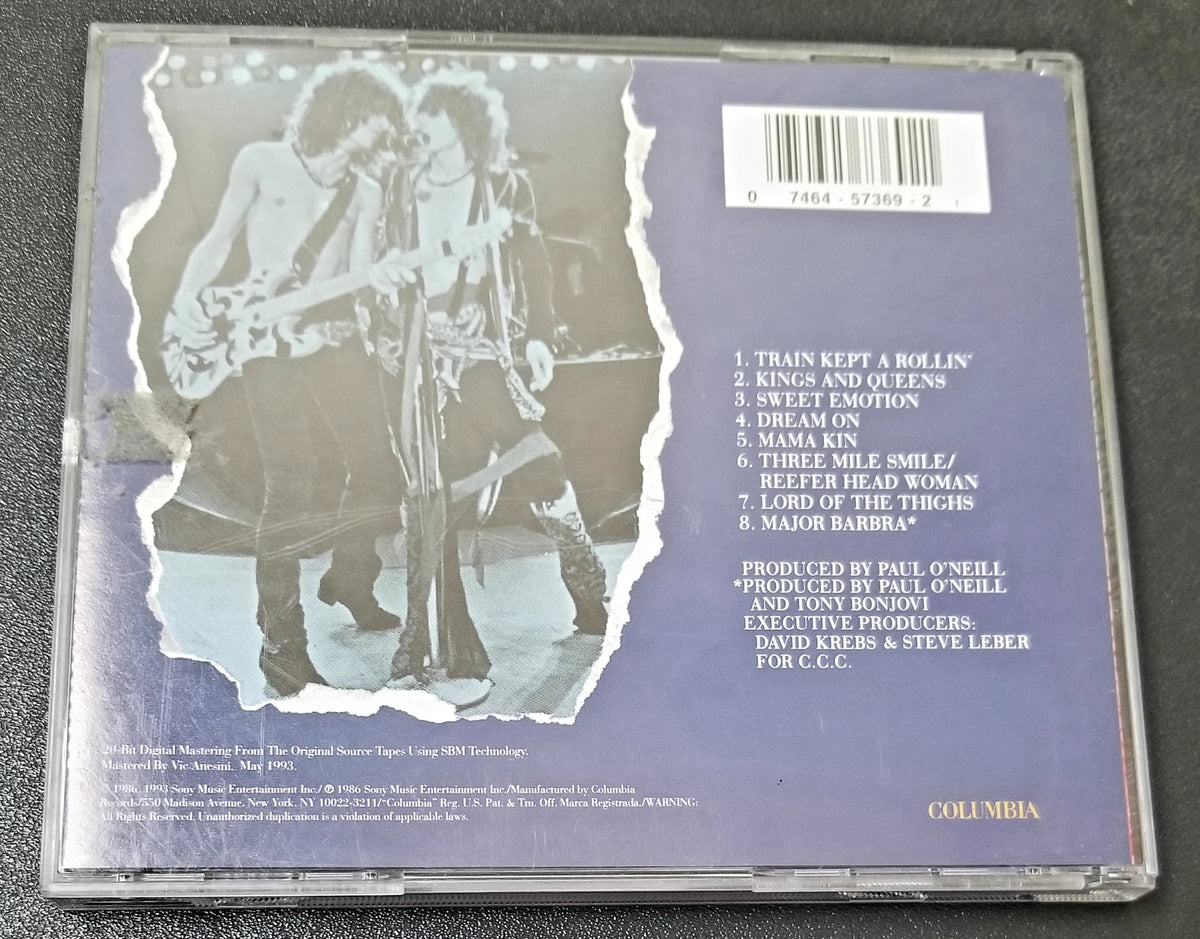 0 7464 - 57369 - 2
1. TRAIN KEPT A ROLLIN'
2. KINGS AND QUEENS
3. SWEET EMOTION
4. DREAM ON
5. MAMA KIN
6. THREE MILE SMILE/
REEFER HEAD WOMAN
7. LORD OF THE THIGHS
8. MAJOR BARBRA*
PRODUCED BY PAUL O'NEILL
*PRODUCED BY PAUL O'NEILL
AND TONY BONJOVI
EXECUTIVE PRODUCERS:
DAVID KREBS & STEVE LEBER
FOR C.C.C.
20-Bit Digital Mastering From The Original Source Tapes Using SBM Technology.
Mastered By Vic Anesini. May 1993.
© 1986, 1993 Sony Music Entertainment Inc./ ℗ 1986 Sony Music Entertainment Inc./Manufactured by Columbia
Records/550 Madison Avenue, New York, NY 10022-3211/"Columbia" Reg. U.S. Pat. & Tm. Off. Marca Registrada./WARNING:
All Rights Reserved. Unauthorized duplication is a violation of applicable laws.
COLUMBIA